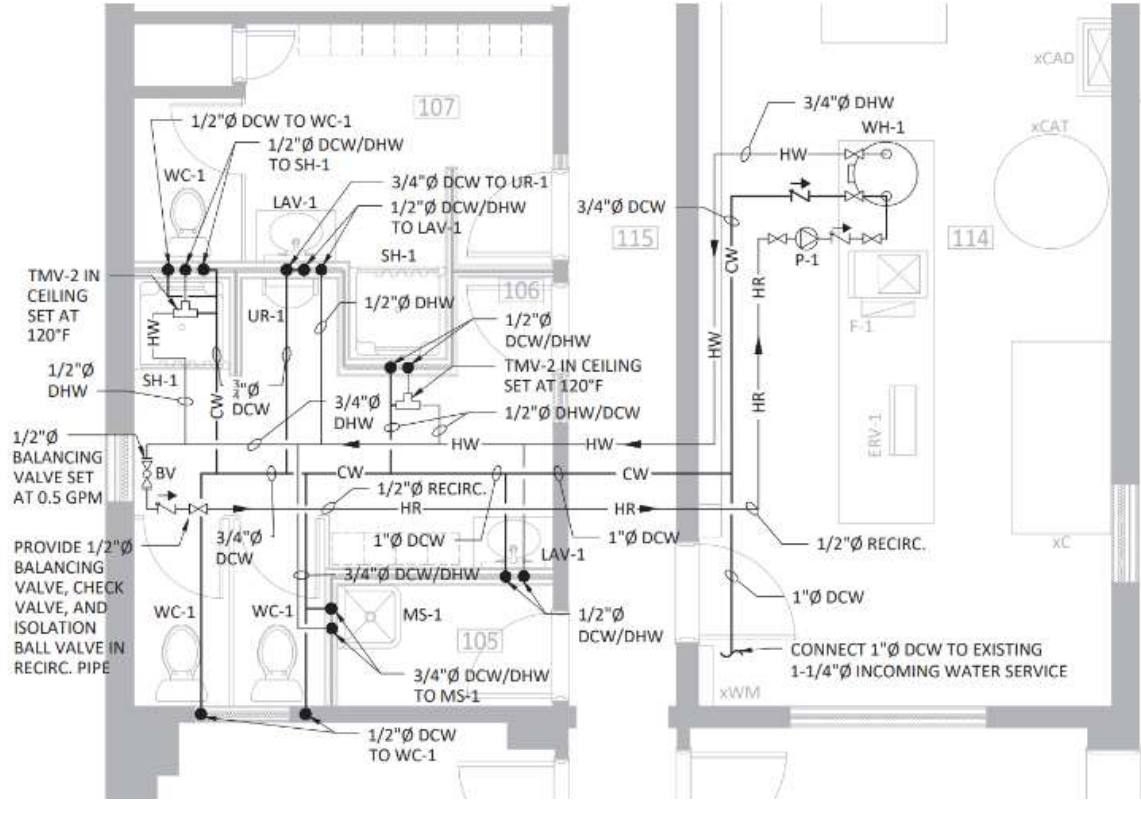 xCAD
3/4"Ø DHW
107
1/2"Ø DCW TO WC-1
WH-1
xCAT
1/2"Ø DCW/DHW
TO SH-1
HW
WC-1
3/4"Ø DCW TO UR-1
LAV-1
1/2"Ø DCW/DHW
TO LAV-1
3/4"Ø DCW
115
114
SH-1
P-1
CW
TMV-2 IN
CEILING
SET AT
120°F
106
HR
UR-1
1/2"Ø DHW
F-1
1/2"Ø
DCW/DHW
HW
HW
TMV-2 IN CEILING
SET AT 120°F
1/2"Ø
DHW
SH-1
CW
3/4"Ø
DCW
3/4"Ø
DHW
1/2"Ø DHW/DCW
HR
ERV-1
1/2"Ø
BALANCING
VALVE SET
AT 0.5 GPM
HW
HW
BV
CW
CW
1/2"Ø RECIRC.
HR
HR
PROVIDE 1/2"Ø
BALANCING
VALVE, CHECK
VALVE, AND
ISOLATION
BALL VALVE IN
RECIRC. PIPE
3/4"Ø
DCW
1"Ø DCW
LAV-1
1"Ø DCW
1/2"Ø RECIRC.
xC
3/4"Ø DCW/DHW
1"Ø DCW
WC-1
WC-1
MS-1
105
1/2"Ø
DCW/DHW
CONNECT 1"Ø DCW TO EXISTING
1-1/4"Ø INCOMING WATER SERVICE
3/4"Ø DCW/DHW
TO MS-1
xWM
1/2"Ø DCW
TO WC-1